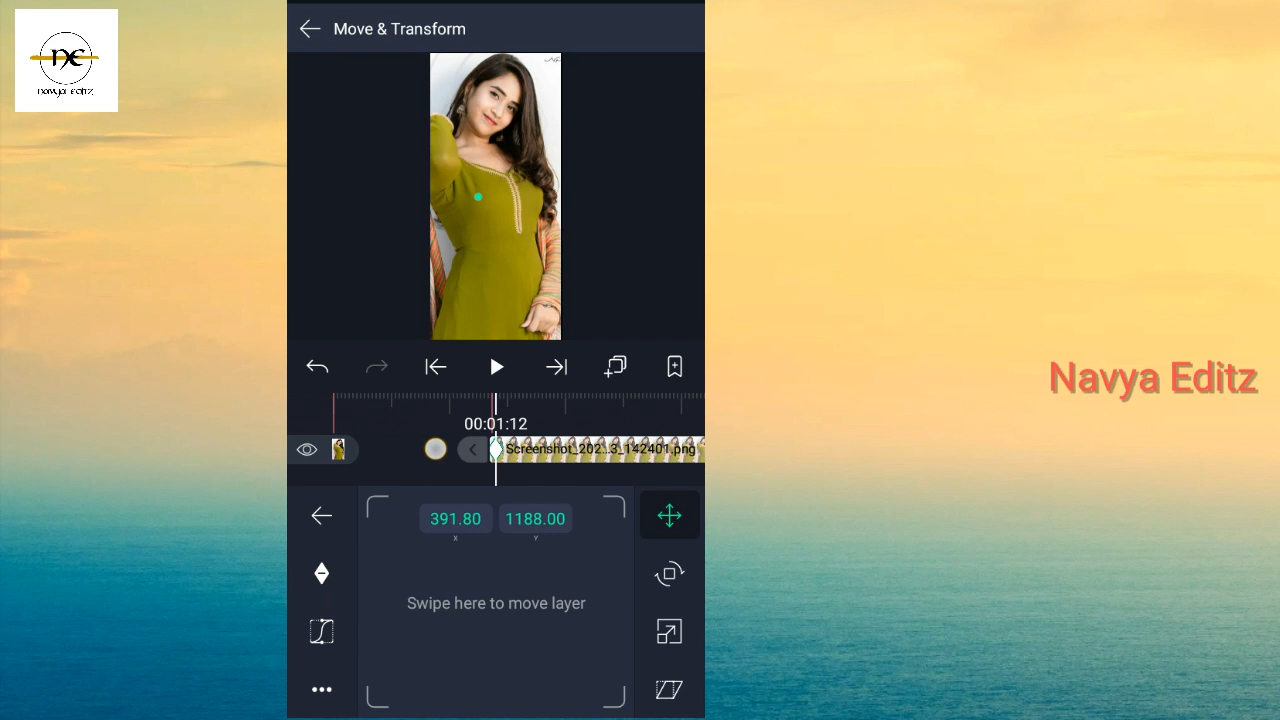 Move & Transform
NE
navya editz
00:01:12
Screenshot_202...3_142401.png
391.80 1188.00
X Y
Swipe here to move layer
Navya Editz